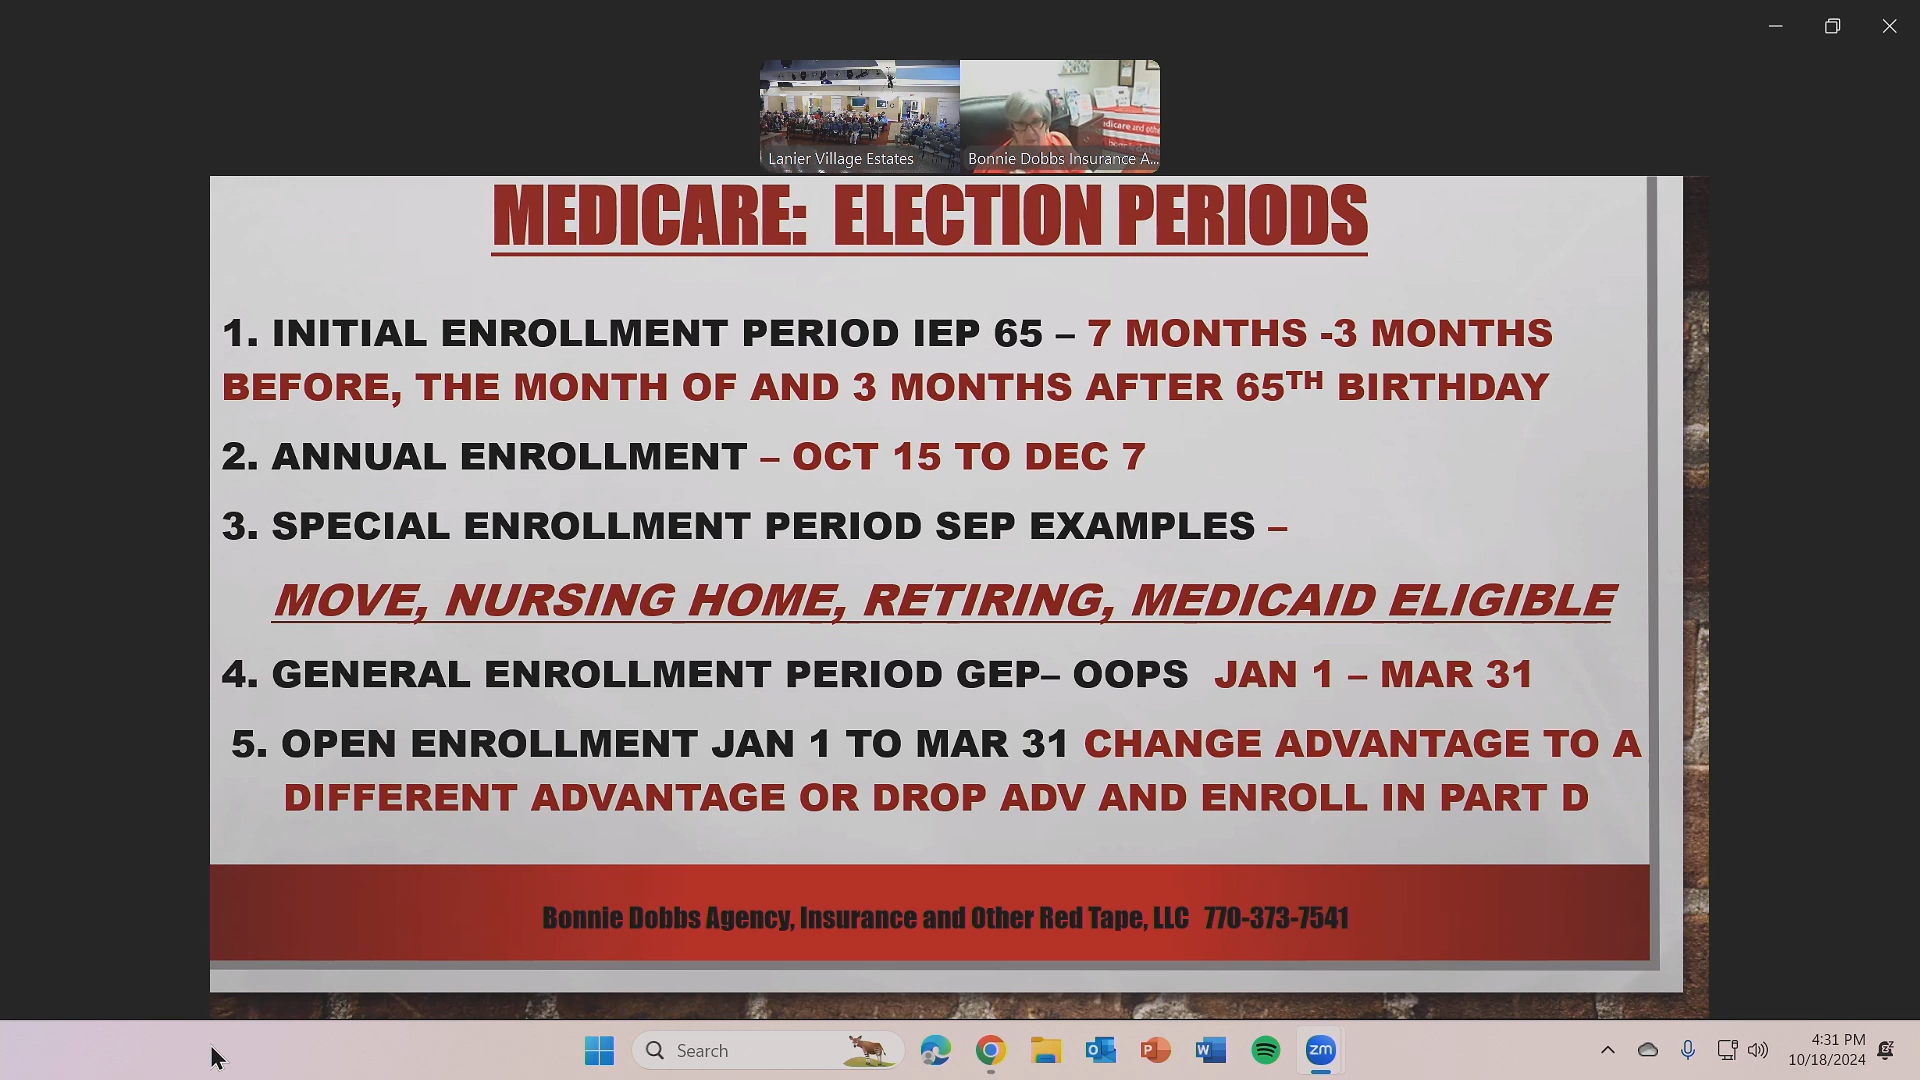 Lanier Village Estates
Bonnie Dobbs Insurance A...
MEDICARE: ELECTION PERIODS
1. INITIAL ENROLLMENT PERIOD IEP 65 – 7 MONTHS -3 MONTHS
BEFORE, THE MONTH OF AND 3 MONTHS AFTER 65TH BIRTHDAY
2. ANNUAL ENROLLMENT – OCT 15 TO DEC 7
3. SPECIAL ENROLLMENT PERIOD SEP EXAMPLES –
MOVE, NURSING HOME, RETIRING, MEDICAID ELIGIBLE
4. GENERAL ENROLLMENT PERIOD GEP– OOPS JAN 1 – MAR 31
5. OPEN ENROLLMENT JAN 1 TO MAR 31 CHANGE ADVANTAGE TO A
DIFFERENT ADVANTAGE OR DROP ADV AND ENROLL IN PART D
Bonnie Dobbs Agency, Insurance and Other Red Tape, LLC 770-373-7541
Search
zm
4:31 PM
10/18/2024